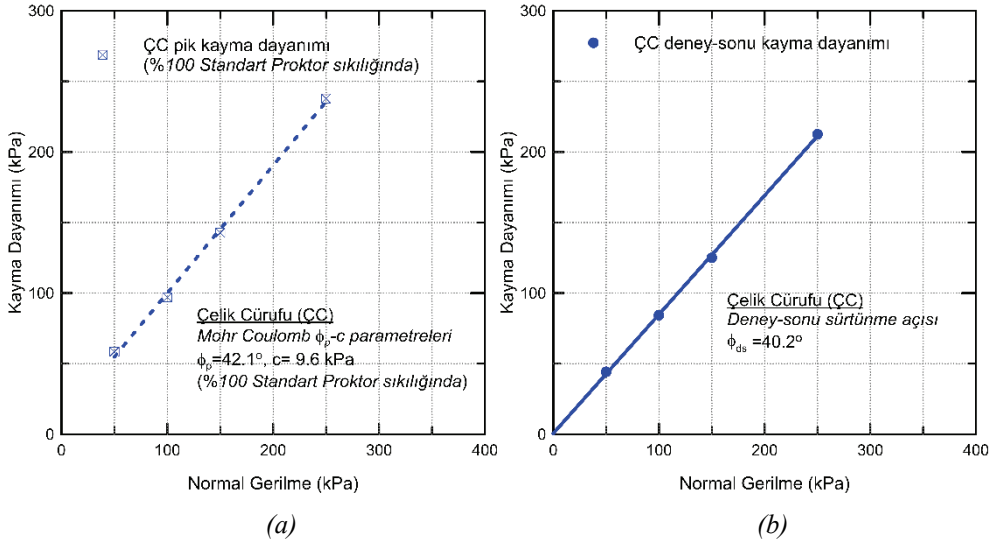 300
200
100
0
0
100
200
300
400
Kayma Dayanımı (kPa)
Normal Gerilme (kPa)
ÇC pik kayma dayanımı
(%100 Standart Proktor sıkılığında)
Çelik Cürufu (ÇC)
Mohr Coulomb ϕp-c parametreleri
ϕp=42.1º, c= 9.6 kPa
(%100 Standart Proktor sıkılığında)
(a)
300
200
100
0
0
100
200
300
400
Kayma Dayanımı (kPa)
Normal Gerilme (kPa)
ÇC deney-sonu kayma dayanımı
Çelik Cürufu (ÇC)
Deney-sonu sürtünme açısı
ϕds =40.2º
(b)